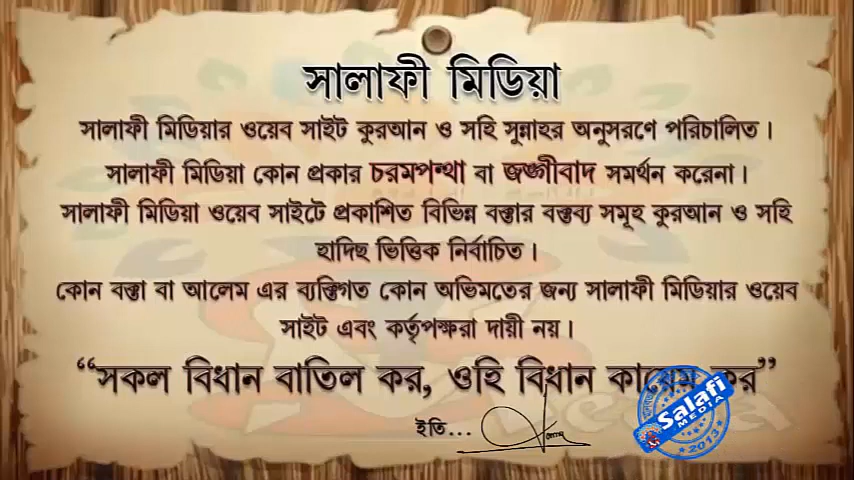 সালাফী মিডিয়া
সালাফী মিডিয়ার ওয়েব সাইট কুরআন ও সহি সুন্নাহর অনুসরণে পরিচালিত।
সালাফী মিডিয়া কোন প্রকার চরমপন্থা বা জঙ্গীবাদ সমর্থন করেনা।
সালাফী মিডিয়া ওয়েব সাইটে প্রকাশিত বিভিন্ন বক্তার বক্তব্য সমূহ কুরআন ও সহি
হাদিছ ভিত্তিক নির্বাচিত।
কোন বক্তা বা আলেম এর ব্যক্তিগত কোন অভিমতের জন্য সালাফী মিডিয়ার ওয়েব
সাইট এবং কর্তৃপক্ষরা দায়ী নয়।
“সকল বিধান বাতিল কর, ওহি বিধান কায়েম কর”
ইতি...
Salafi
MEDIA
2013